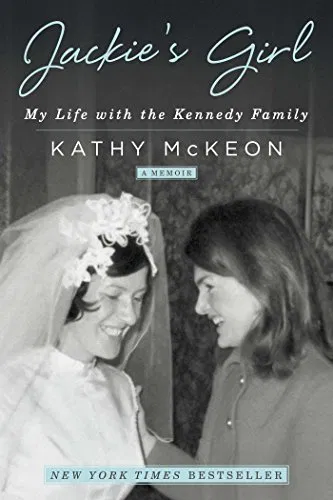 Jackie's Girl
My Life with the Kennedy Family
KATHY McKEON
A MEMOIR
NEW YORK TIMES BESTSELLER